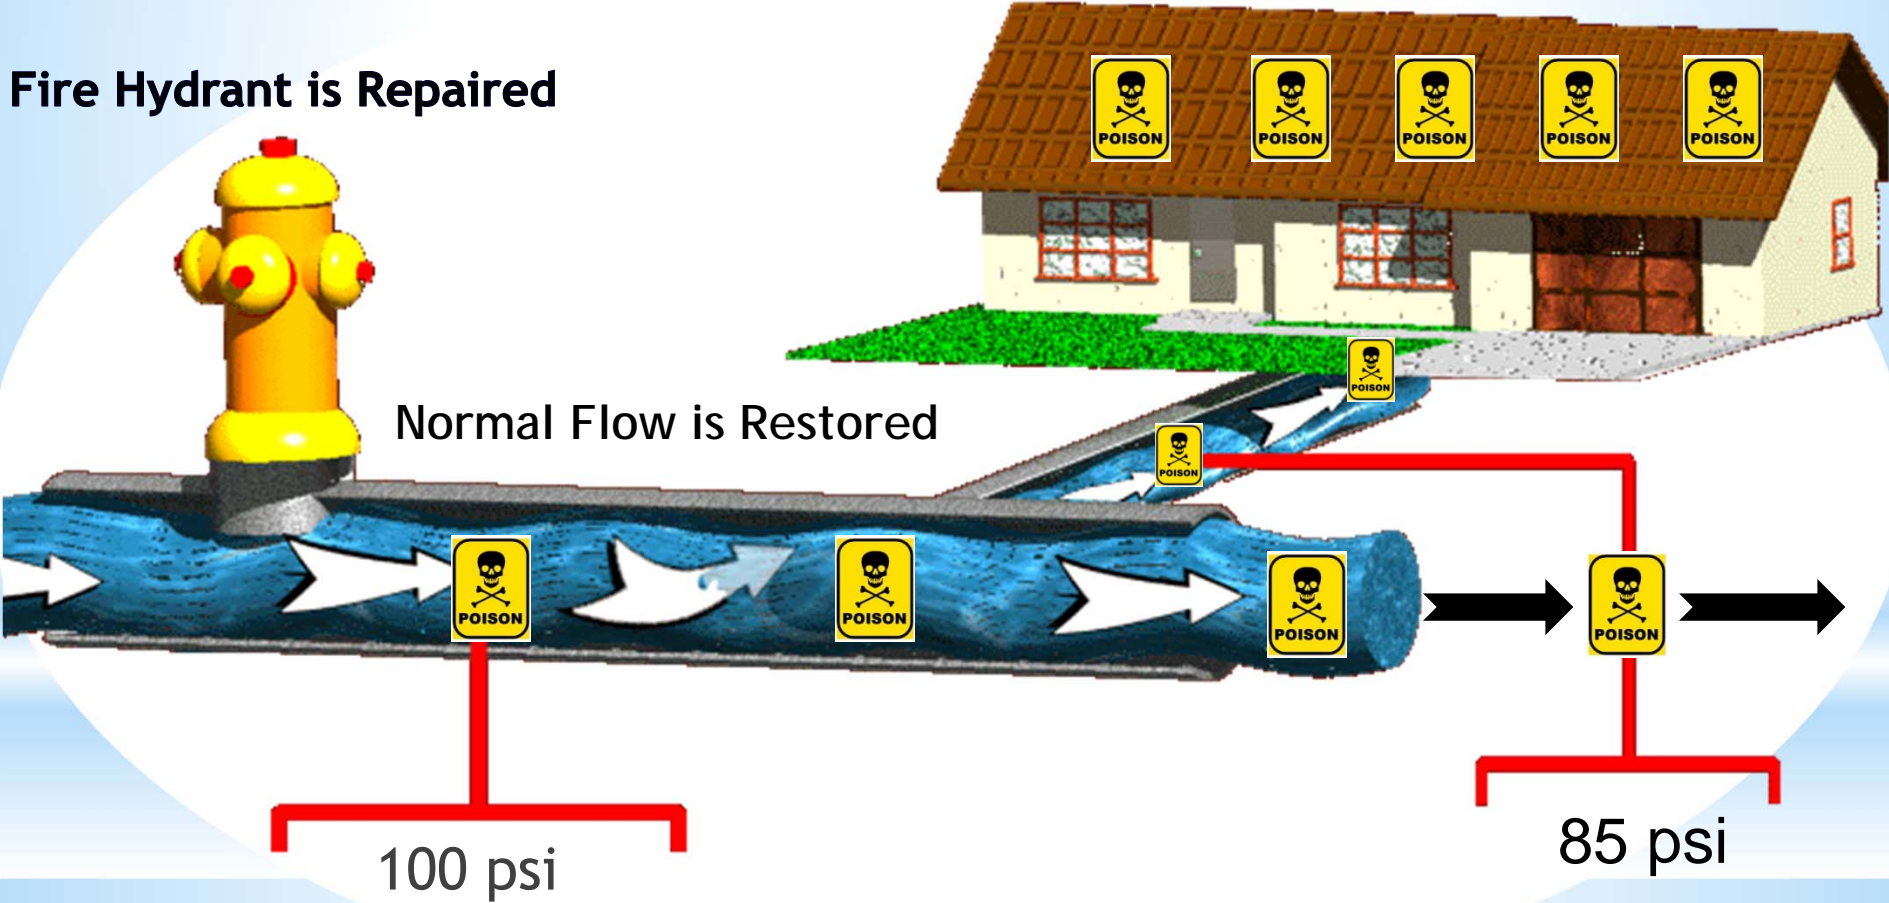 Fire Hydrant is Repaired
POISON
POISON
POISON
POISON
POISON
POISON
Normal Flow is Restored
POISON
POISON
POISON
POISON
POISON
100 psi
85 psi